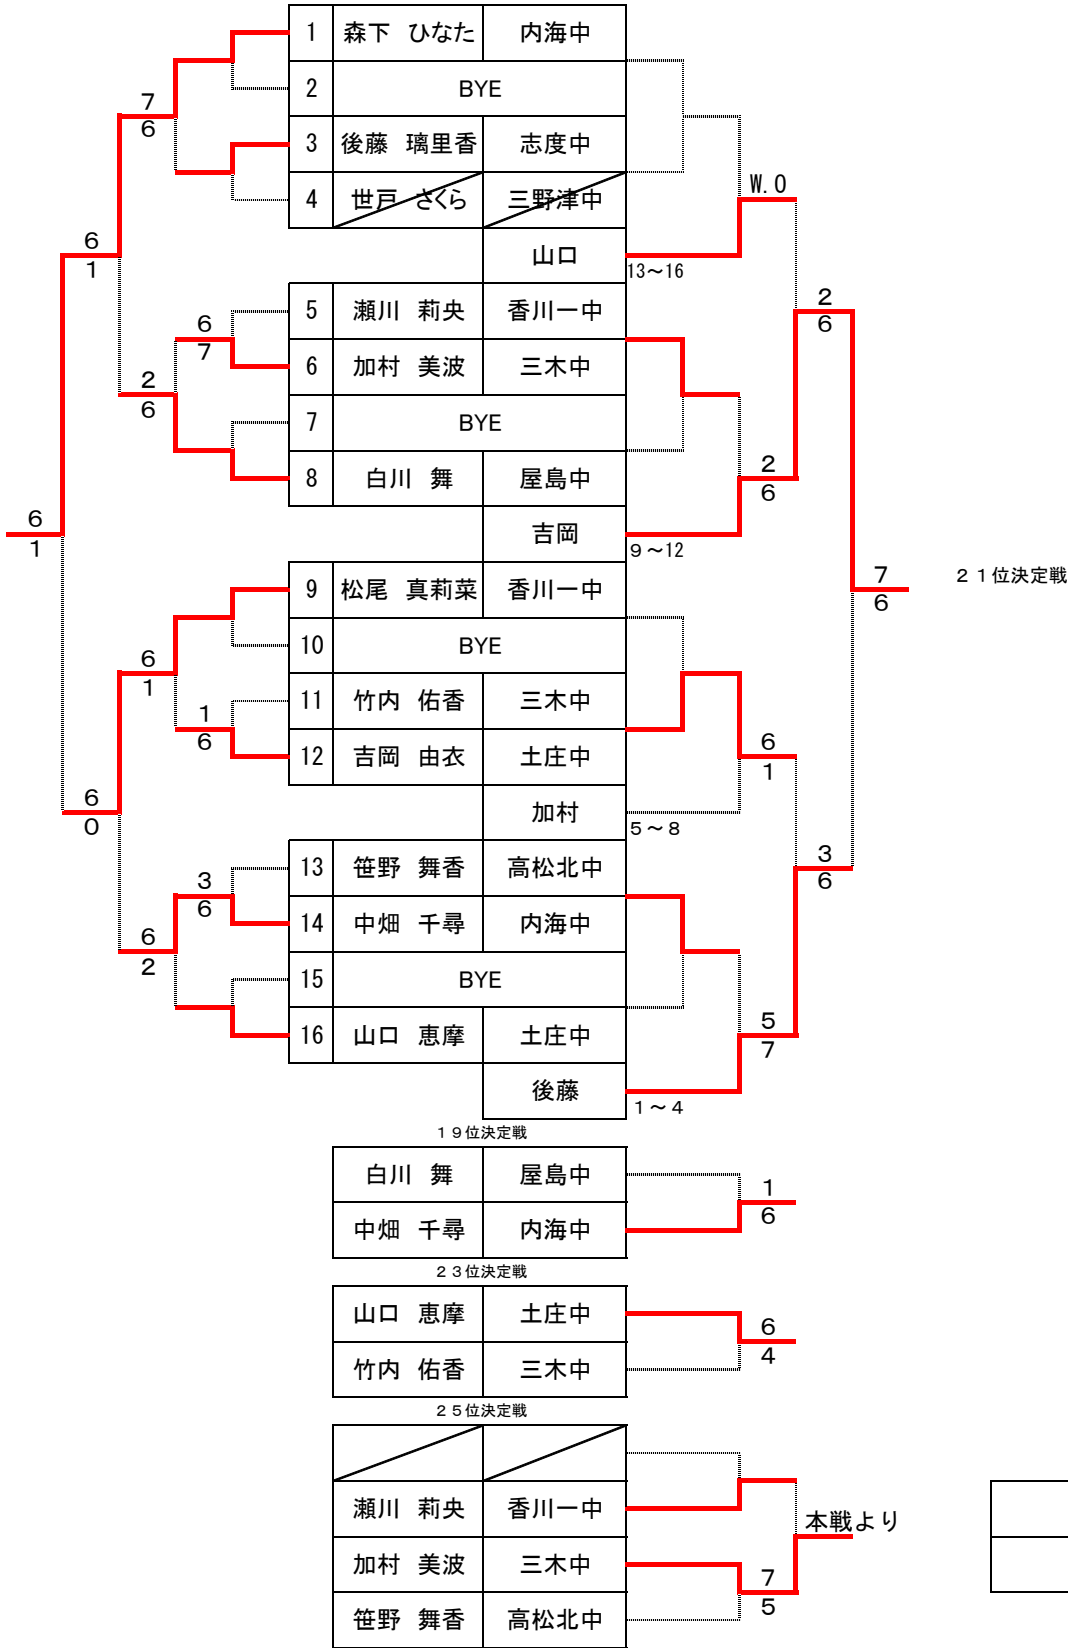 1 森下 ひなた 内海中
2 BYE
7
6
3 後藤 璃里香 志度中
4 世戸 さくら 三野津中
W.O
6
1
山口
13～16
5 瀬川 莉央 香川一中
6
7
2
6
6 加村 美波 三木中
2
6
7 BYE
8 白川 舞 屋島中
2
6
6
1
吉岡
9～12
9 松尾 真莉菜 香川一中
7
6
21位決定戦
10 BYE
6
1
11 竹内 佑香 三木中
1
6
12 吉岡 由衣 土庄中
6
1
6
0
加村
5～8
13 笹野 舞香 高松北中
3
6
3
6
14 中畑 千尋 内海中
6
2
15 BYE
16 山口 恵摩 土庄中
5
7
後藤
1～4
19位決定戦
白川 舞 屋島中
1
6
中畑 千尋 内海中
23位決定戦
山口 恵摩 土庄中
6
4
竹内 佑香 三木中
25位決定戦
瀬川 莉央 香川一中
本戦より
加村 美波 三木中
7
5
笹野 舞香 高松北中